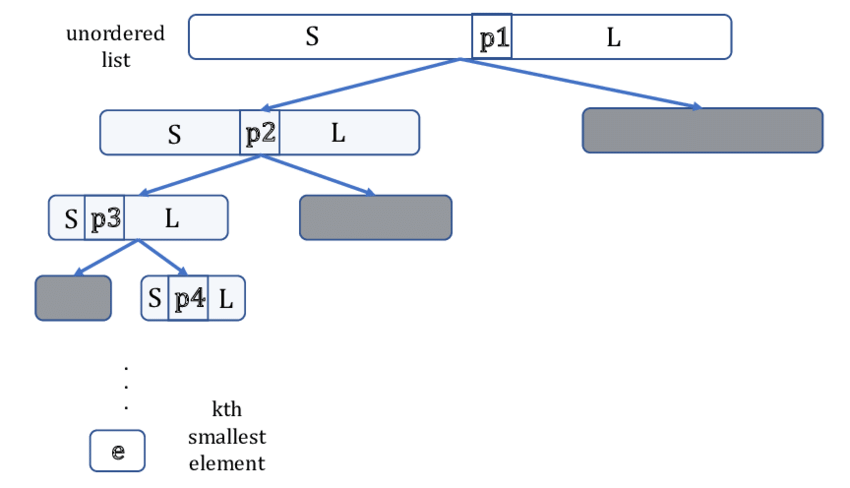 unordered
list
S p1 L
S p2 L
S p3 L
S p4 L
.
.
.
e
kth
smallest
element